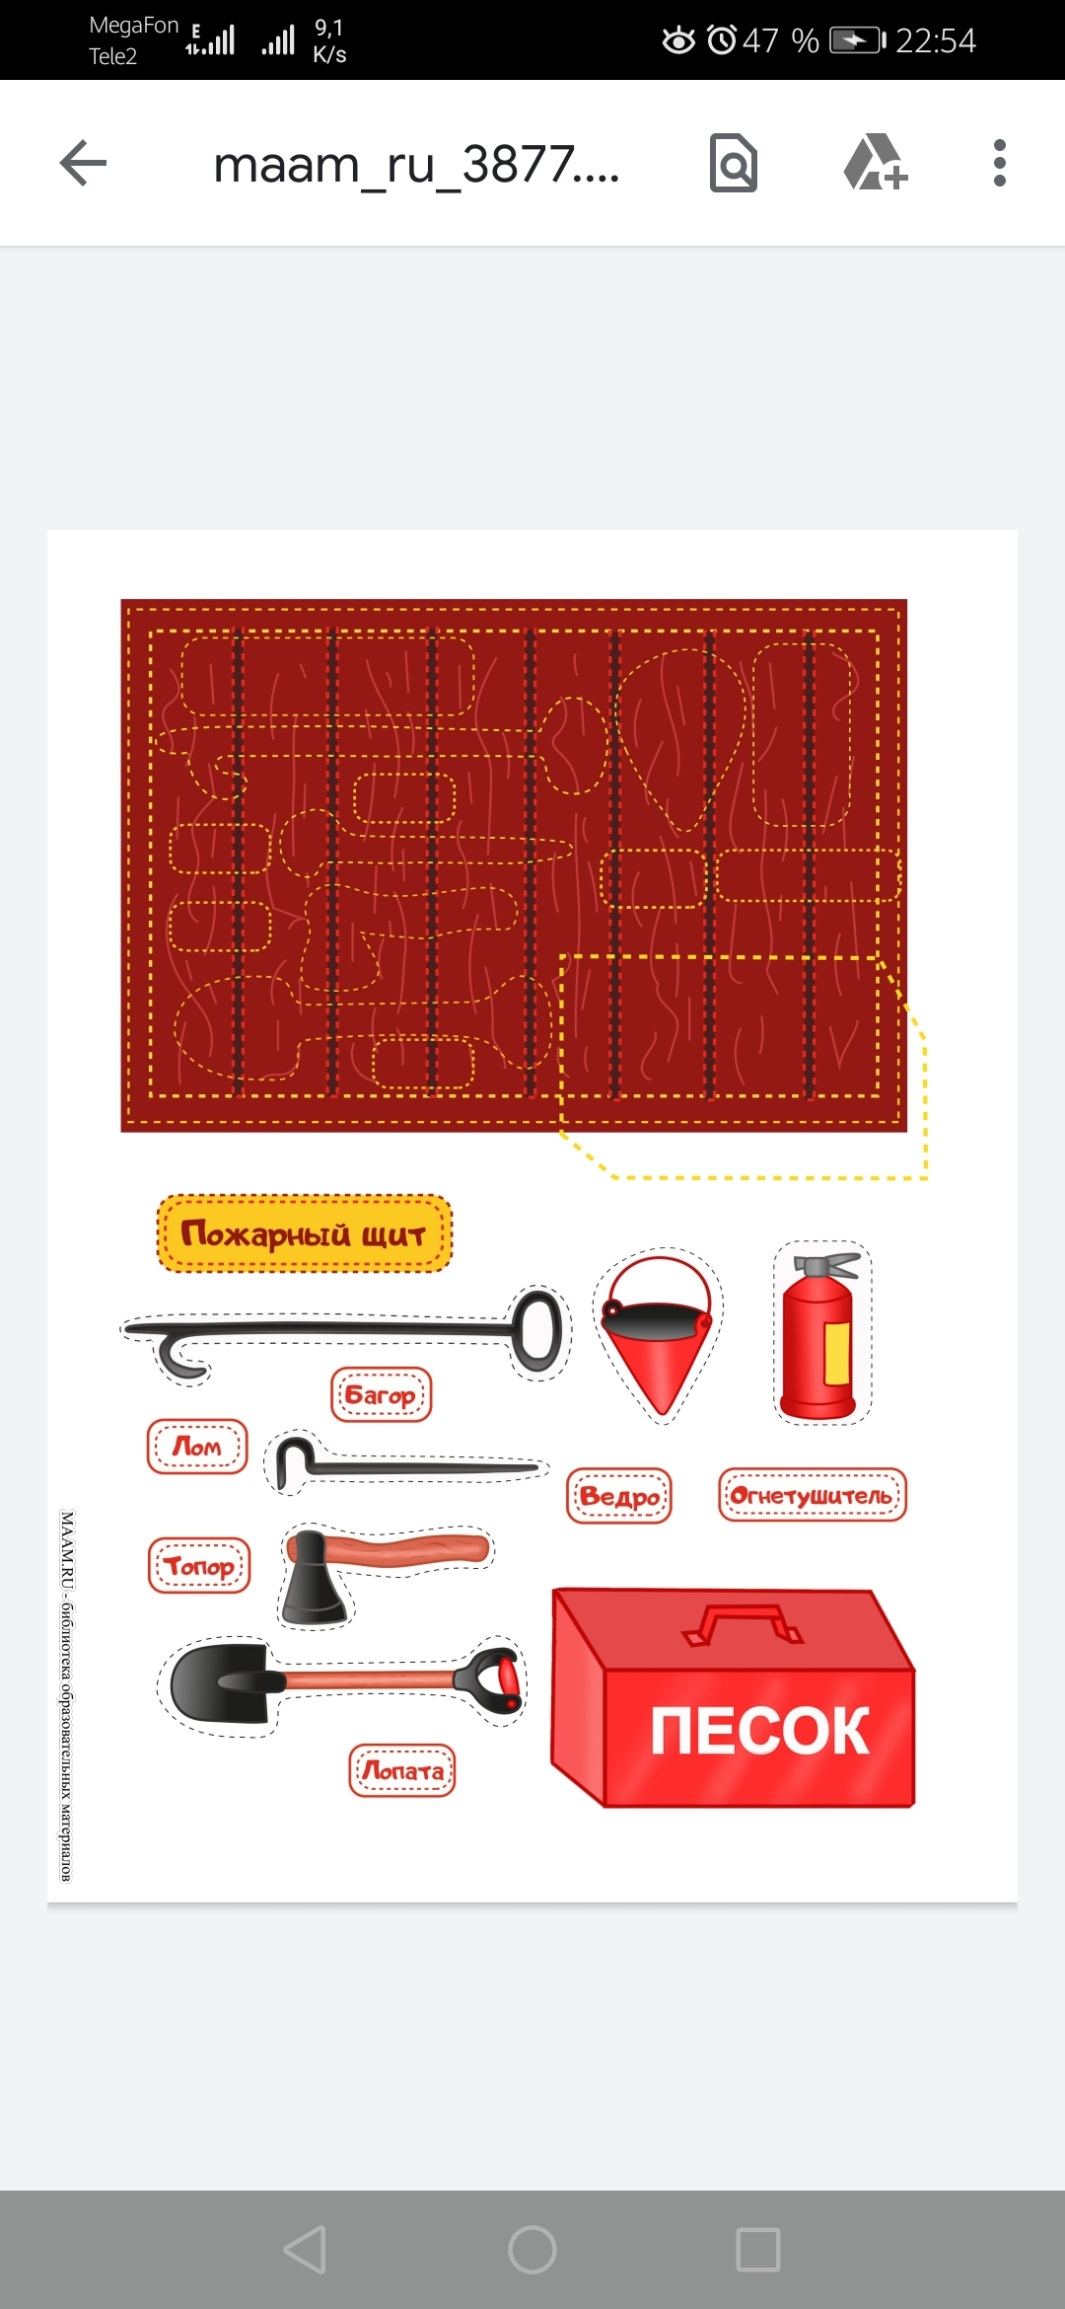 MegaFon
Tele2
E
9,1
K/s
47 %
22:54
maam_ru_3877....
Пожарный щит
Багор
Лом
Ведро
Огнетушитель
Топор
ПЕСОК
Лопата
MAAM.RU - библиотека образовательных материалов